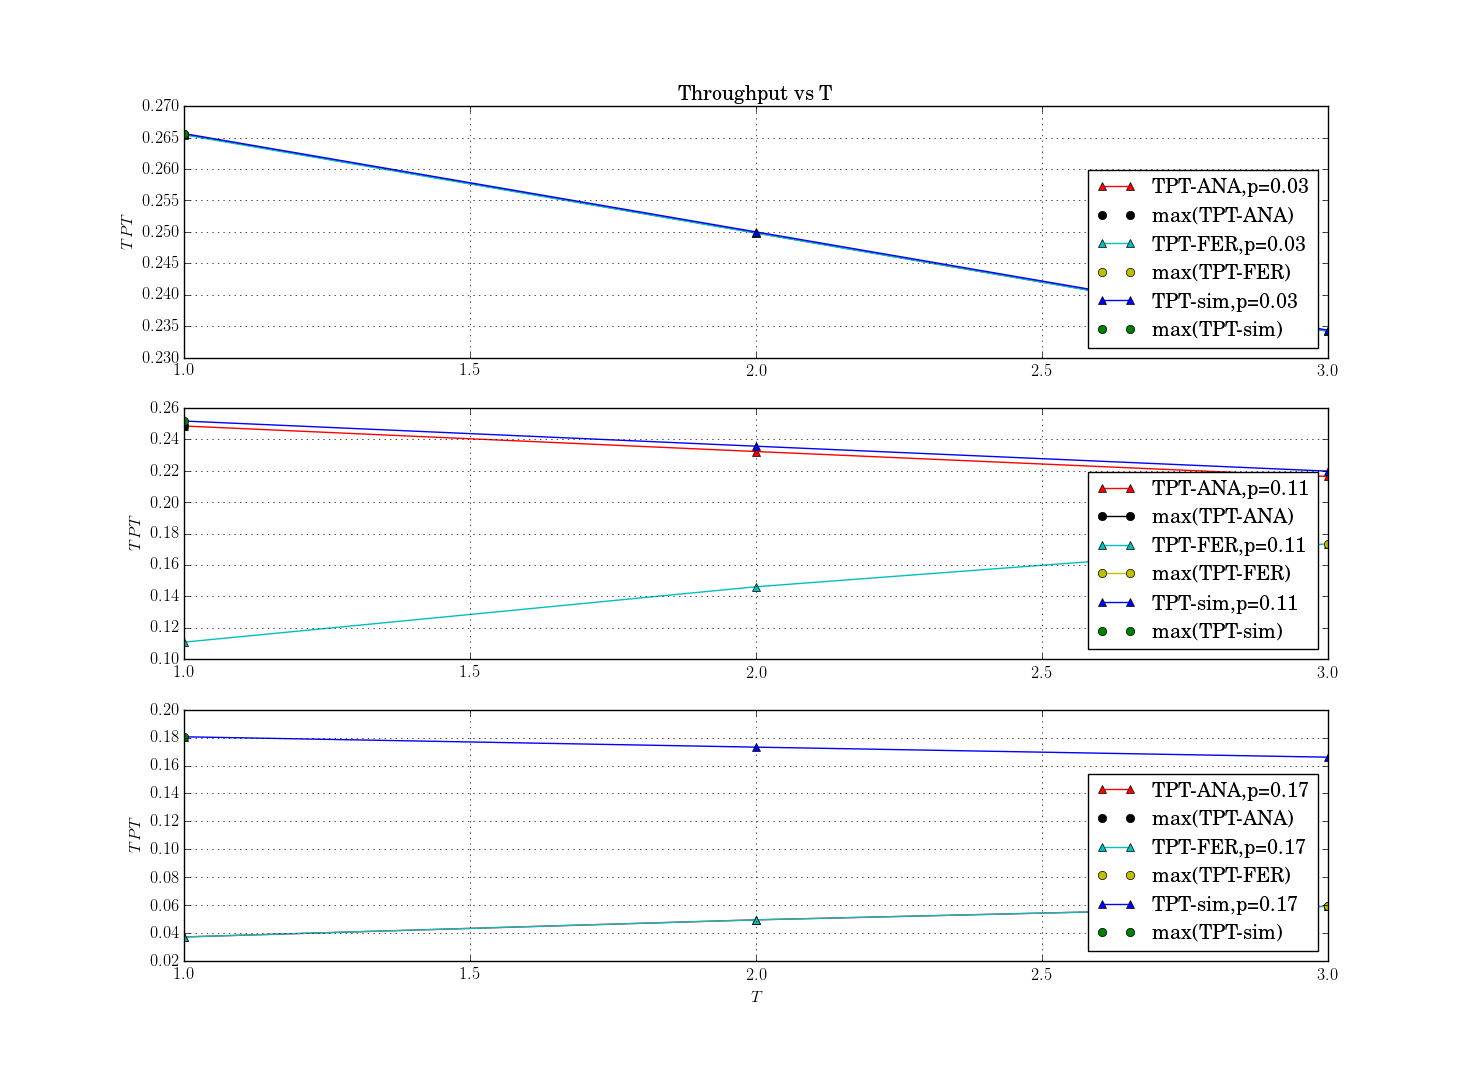 Throughput vs T
0.270
0.265
0.260
0.255
0.250
0.245
0.240
0.235
0.230
TPT
TPT-ANA,p=0.03
max(TPT-ANA)
TPT-FER,p=0.03
max(TPT-FER)
TPT-sim,p=0.03
max(TPT-sim)
1.0 1.5 2.0 2.5 3.0
0.26
0.24
0.22
0.20
0.18
0.16
0.14
0.12
0.10
TPT
TPT-ANA,p=0.11
max(TPT-ANA)
TPT-FER,p=0.11
max(TPT-FER)
TPT-sim,p=0.11
max(TPT-sim)
1.0 1.5 2.0 2.5 3.0
0.20
0.18
0.16
0.14
0.12
0.10
0.08
0.06
0.04
0.02
TPT
TPT-ANA,p=0.17
max(TPT-ANA)
TPT-FER,p=0.17
max(TPT-FER)
TPT-sim,p=0.17
max(TPT-sim)
1.0 1.5 2.0 2.5 3.0
T